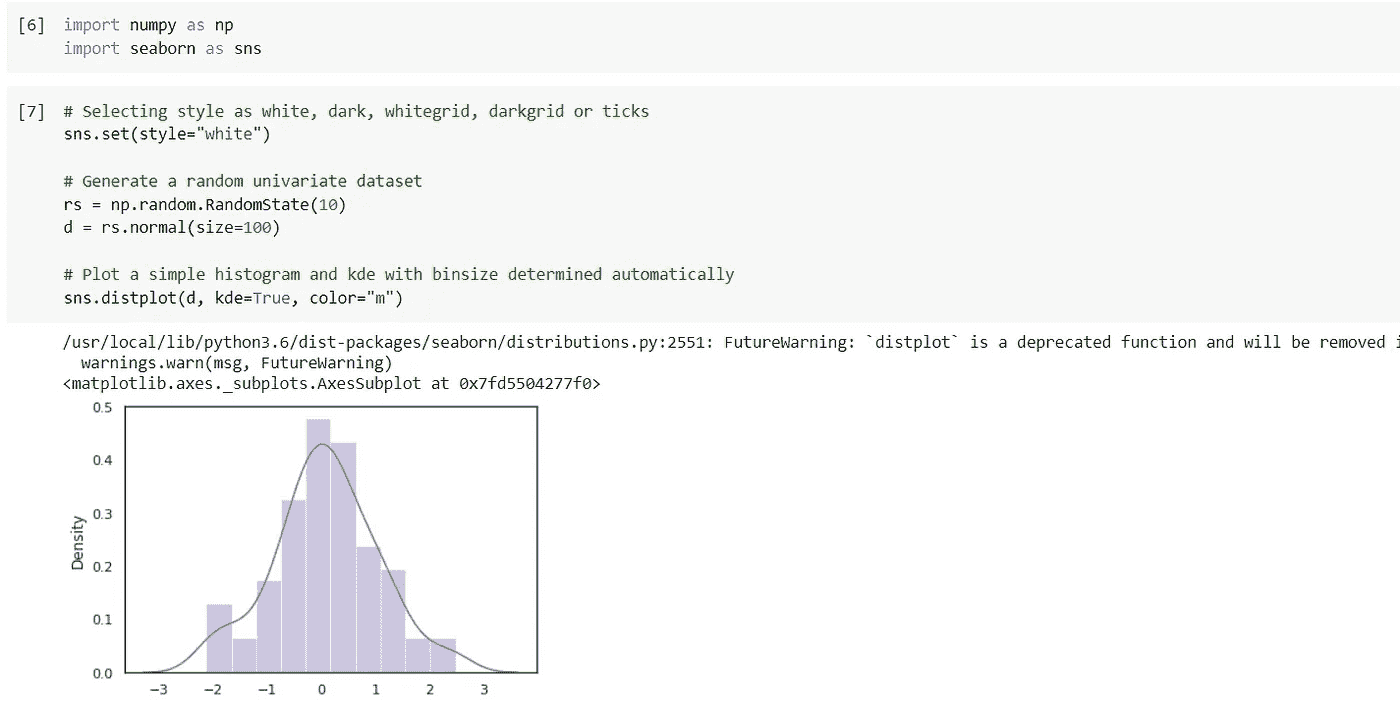 [6] import numpy as np
import seaborn as sns
[7] # Selecting style as white, dark, whitegrid, darkgrid or ticks
sns.set(style="white")
# Generate a random univariate dataset
rs = np.random.RandomState(10)
d = rs.normal(size=100)
# Plot a simple histogram and kde with binsize determined automatically
sns.distplot(d, kde=True, color="m")
/usr/local/lib/python3.6/dist-packages/seaborn/distributions.py:2551: FutureWarning: `distplot` is a deprecated function and will be removed
warnings.warn(msg, FutureWarning)
<matplotlib.axes._subplots.AxesSubplot at 0x7fd5504277f0>
0.5
0.4
0.3
0.2
0.1
0.0
Density
−3 −2 −1 0 1 2 3